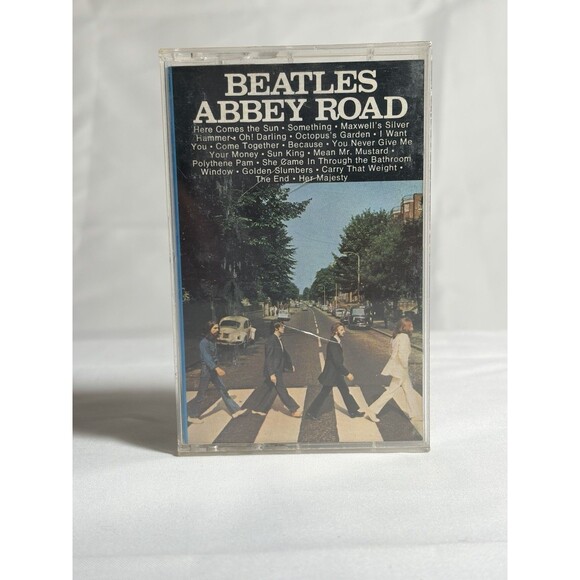 BEATLES
ABBEY ROAD
Here Comes the Sun • Something • Maxwell's Silver
Hammer • Oh! Darling • Octopus's Garden • I Want
You • Come Together • Because • You Never Give Me
Your Money • Sun King • Mean Mr. Mustard •
Polythene Pam • She Came In Through the Bathroom
Window • Golden Slumbers • Carry That Weight •
The End • Her Majesty